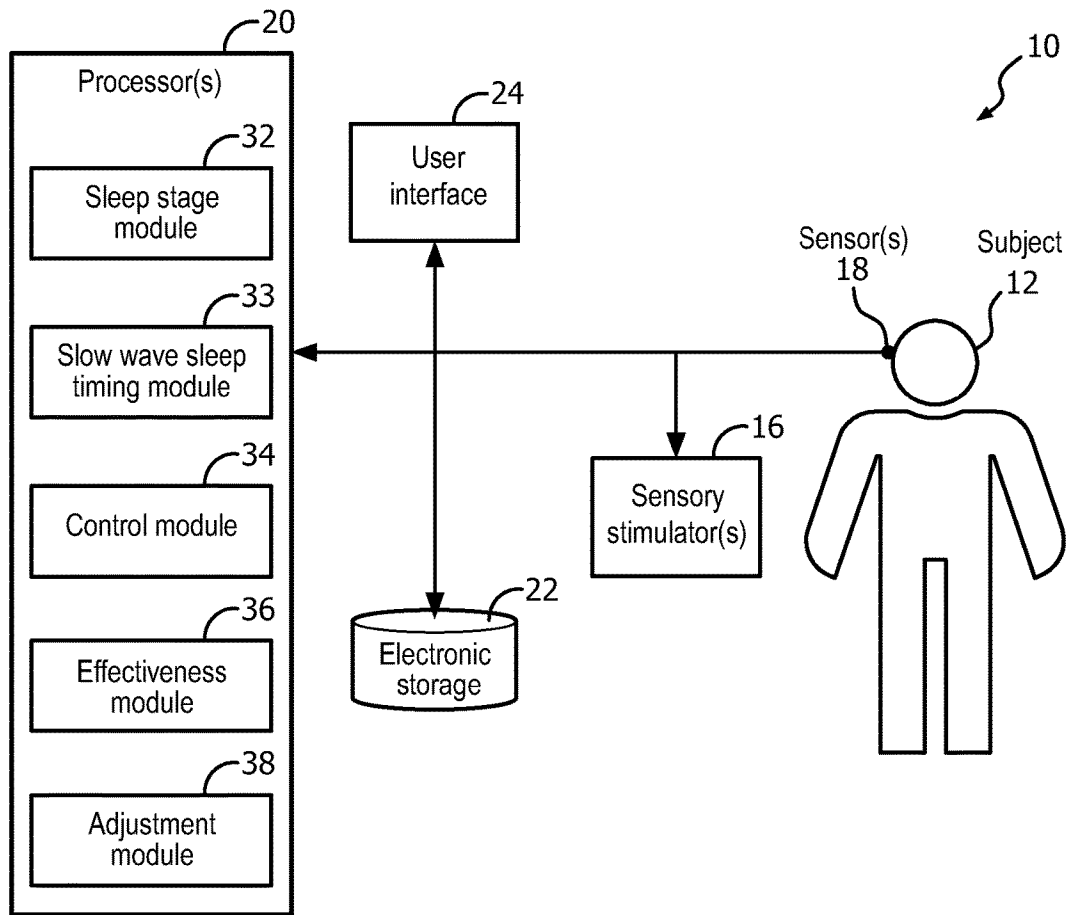 20
Processor(s)
32
Sleep stage
module
33
Slow wave sleep
timing module
34
Control module
36
Effectiveness
module
38
Adjustment
module
24
User
interface
22
Electronic
storage
16
Sensory
stimulator(s)
10
Sensor(s)
18
Subject
12